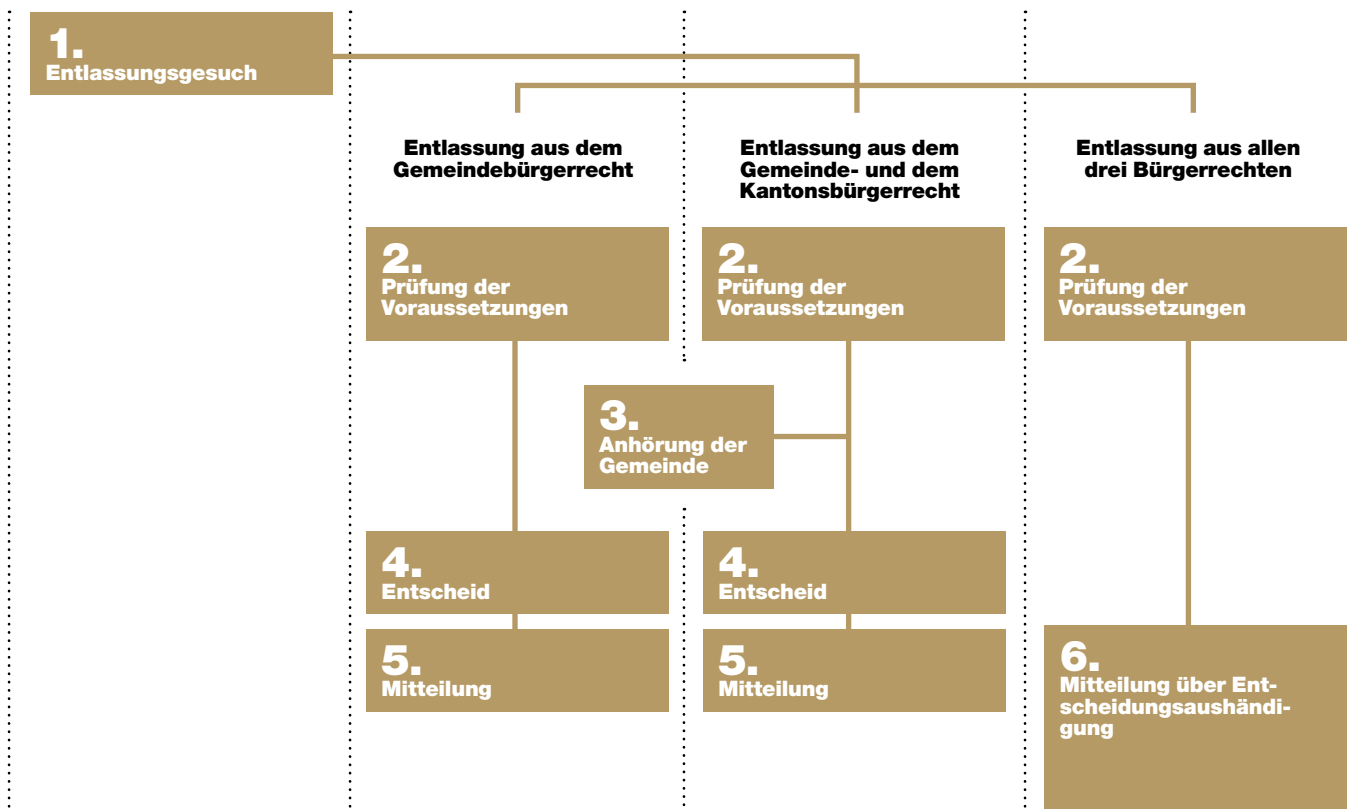 1.
Entlassungsgesuch
Entlassung aus dem
Gemeindebürgerrecht
Entlassung aus dem
Gemeinde- und dem
Kantonsbürgerrecht
Entlassung aus allen
drei Bürgerrechten
2.
Prüfung der
Voraussetzungen
2.
Prüfung der
Voraussetzungen
2.
Prüfung der
Voraussetzungen
3.
Anhörung der
Gemeinde
4.
Entscheid
4.
Entscheid
5.
Mitteilung
5.
Mitteilung
6.
Mitteilung über Ent-
scheidungsaushändi-
gung